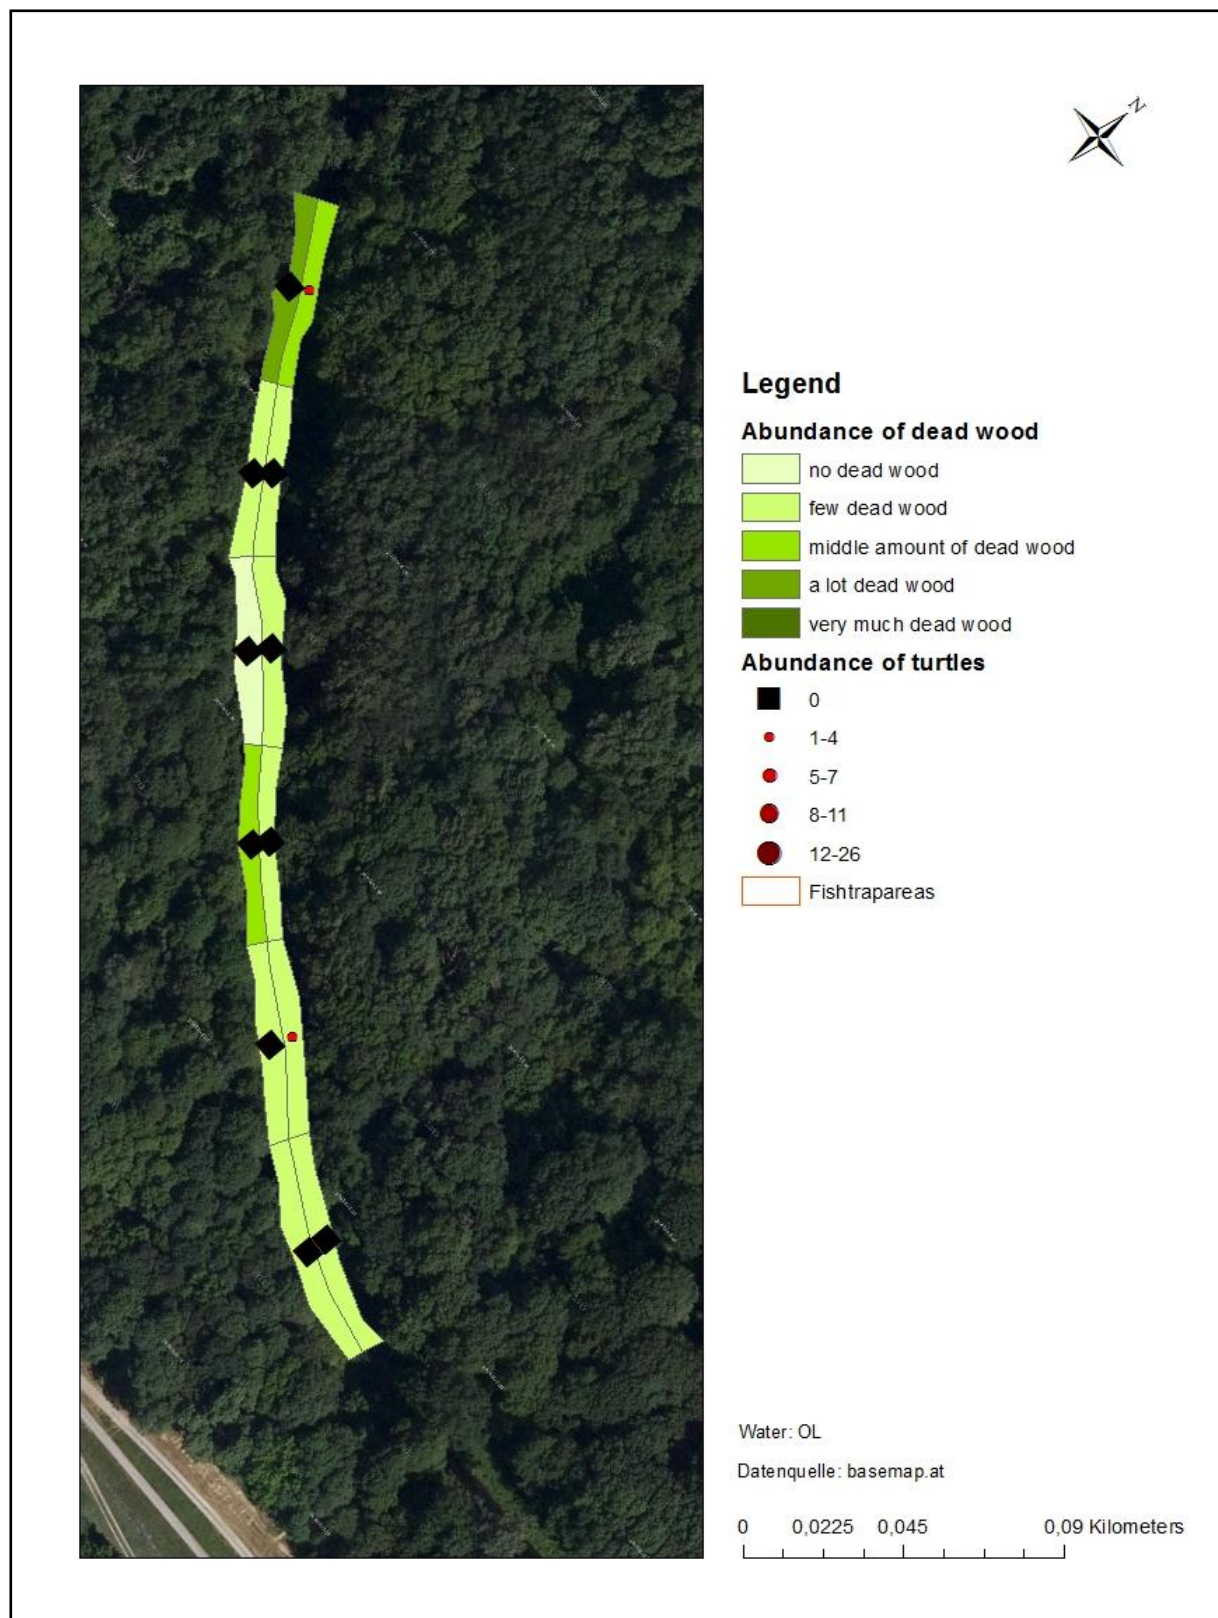 N
Legend
Abundance of dead wood
no dead wood
few dead wood
middle amount of dead wood
a lot dead wood
very much dead wood
Abundance of turtles
0
1-4
5-7
8-11
12-26
Fishtrapareas
Water: OL
Datenquelle: basemap.at
0 0,0225 0,045 0,09 Kilometers